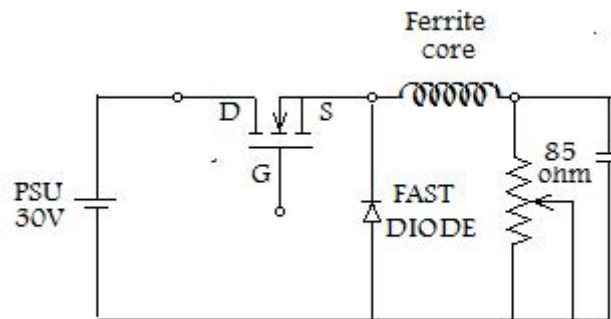 Ferrite
core
D
S
G
PSU
30V
FAST
DIODE
85
ohm